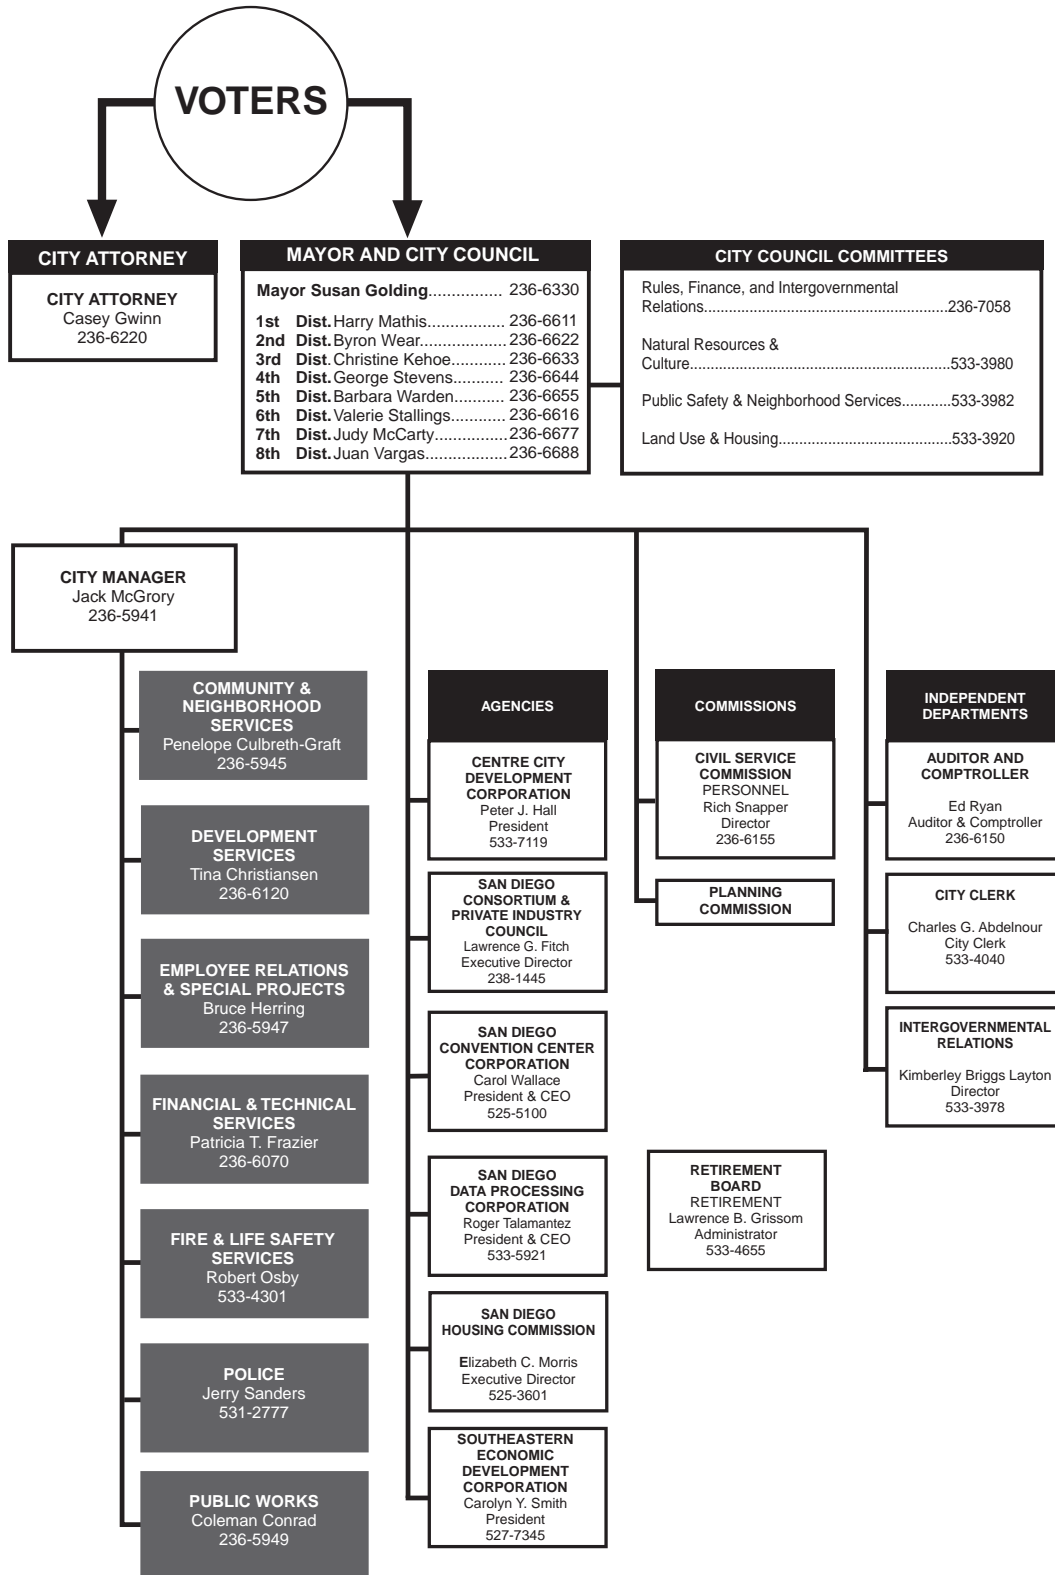 VOTERS
CITY ATTORNEY
CITY ATTORNEY
Casey Gwinn
236-6220
MAYOR AND CITY COUNCIL
Mayor Susan Golding................ 236-6330
1st Dist. Harry Mathis................. 236-6611
2nd Dist. Byron Wear................. 236-6622
3rd Dist. Christine Kehoe........... 236-6633
4th Dist. George Stevens........... 236-6644
5th Dist. Barbara Warden........... 236-6655
6th Dist. Valerie Stallings............ 236-6616
7th Dist. Judy McCarty................ 236-6677
8th Dist. Juan Vargas.................. 236-6688
CITY COUNCIL COMMITTEES
Rules, Finance, and Intergovernmental
Relations.................................................................236-7058
Natural Resources &
Culture..............................................................533-3980
Public Safety & Neighborhood Services............533-3982
Land Use & Housing..........................................533-3920
CITY MANAGER
Jack McGrory
236-5941
COMMUNITY &
NEIGHBORHOOD
SERVICES
Penelope Culbreth-Graft
236-5945
DEVELOPMENT
SERVICES
Tina Christiansen
236-6120
EMPLOYEE RELATIONS
& SPECIAL PROJECTS
Bruce Herring
236-5947
FINANCIAL & TECHNICAL
SERVICES
Patricia T. Frazier
236-6070
FIRE & LIFE SAFETY
SERVICES
Robert Osby
533-4301
POLICE
Jerry Sanders
531-2777
PUBLIC WORKS
Coleman Conrad
236-5949
AGENCIES
CENTRE CITY
DEVELOPMENT
CORPORATION
Peter J. Hall
President
533-7119
SAN DIEGO
CONSORTIUM &
PRIVATE INDUSTRY
COUNCIL
Lawrence G. Fitch
Executive Director
238-1445
SAN DIEGO
CONVENTION CENTER
CORPORATION
Carol Wallace
President & CEO
525-5100
SAN DIEGO
DATA PROCESSING
CORPORATION
Roger Talamantez
President & CEO
533-5921
SAN DIEGO
HOUSING COMMISSION
Elizabeth C. Morris
Executive Director
525-3601
SOUTHEASTERN
ECONOMIC
DEVELOPMENT
CORPORATION
Carolyn Y. Smith
President
527-7345
COMMISSIONS
CIVIL SERVICE
COMMISSION
PERSONNEL
Rich Snapper
Director
236-6155
PLANNING
COMMISSION
RETIREMENT
BOARD
RETIREMENT
Lawrence B. Grissom
Administrator
533-4655
INDEPENDENT
DEPARTMENTS
AUDITOR AND
COMPTROLLER
Ed Ryan
Auditor & Comptroller
236-6150
CITY CLERK
Charles G. Abdelnour
City Clerk
533-4040
INTERGOVERNMENTAL
RELATIONS
Kimberley Briggs Layton
Director
533-3978